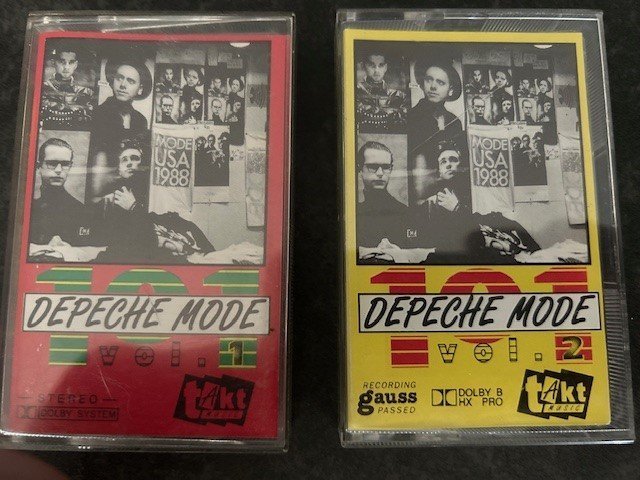 MODE
USA
1988
101
DEPECHE MODE
vol. 1
STEREO
DOLBY SYSTEM
takt
MUSIC
MODE
USA
1988
101
DEPECHE MODE
vol. 2
RECORDING
gauss
PASSED
DOLBY B
HX PRO
takt
MUSIC